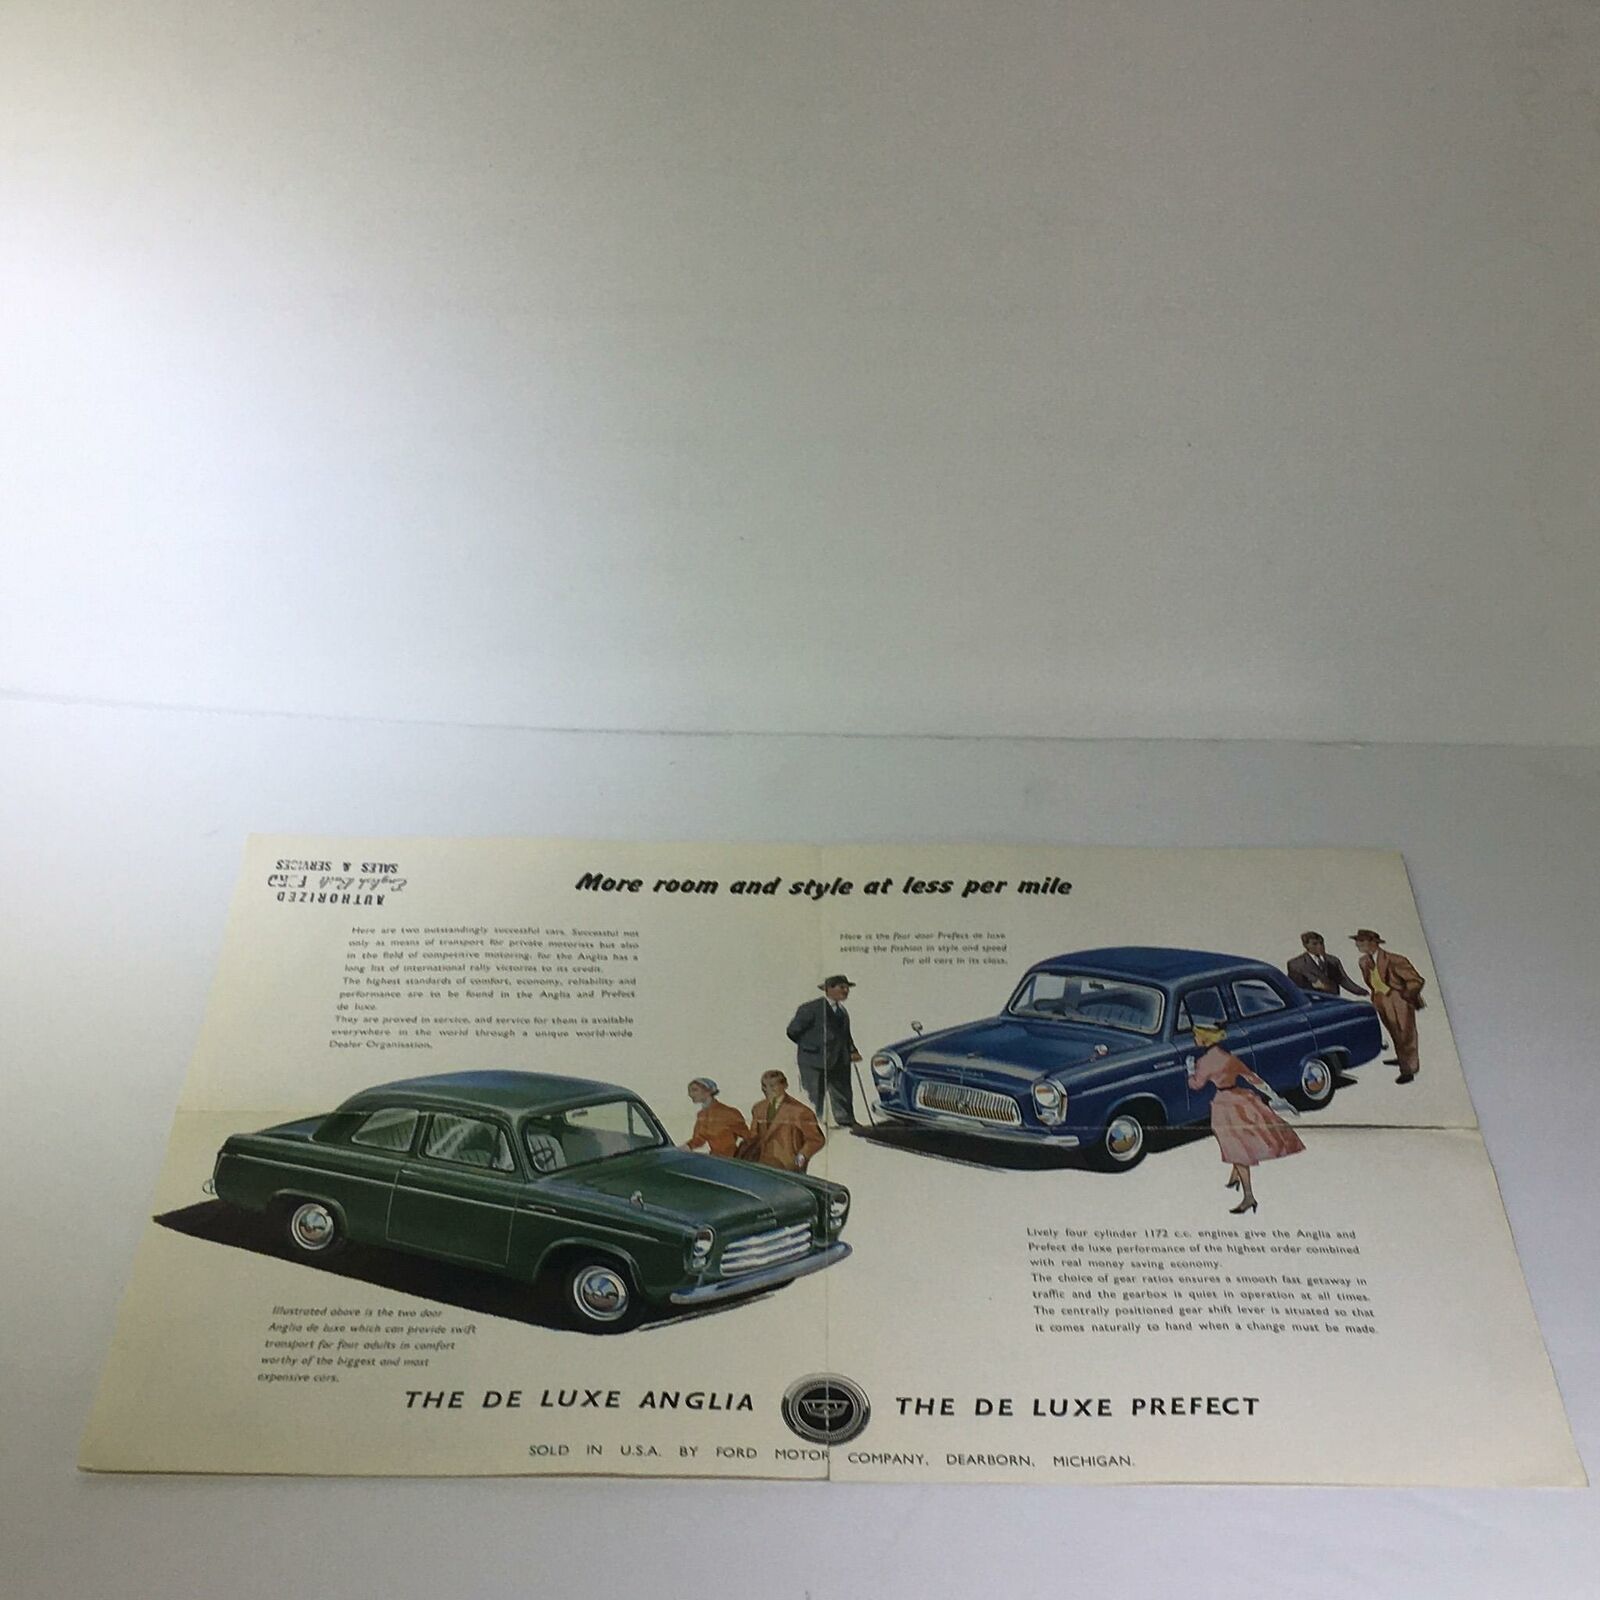 AUTHORIZED
English Built FORD
SALES & SERVICES
More room and style at less per mile
Here are two outstandingly successful cars. Successful not
only as means of transport for private motorists but also
in the field of competitive motoring, for the Anglia has a
long list of international rally victories to its credit.
The highest standards of comfort, economy, reliability and
performance are to be found in the Anglia and Prefect
de luxe.
They are proved in service, and service for them is available
everywhere in the world through a unique world-wide
Dealer Organisation.
Here is the four door Prefect de luxe
setting the fashion in style and speed
for all cars in its class.
Illustrated above is the two door
Anglia de luxe which can provide swift
transport for four adults in comfort
worthy of the biggest and most
expensive cars.
Lively four cylinder 1172 c.c. engines give the Anglia and
Prefect de luxe performance of the highest order combined
with real money saving economy.
The choice of gear ratios ensures a smooth fast getaway in
traffic and the gearbox is quiet in operation at all times.
The centrally positioned gear shift lever is situated so that
it comes naturally to hand when a change must be made.
THE DE LUXE ANGLIA THE DE LUXE PREFECT
SOLD IN U.S.A. BY FORD MOTOR COMPANY, DEARBORN, MICHIGAN.